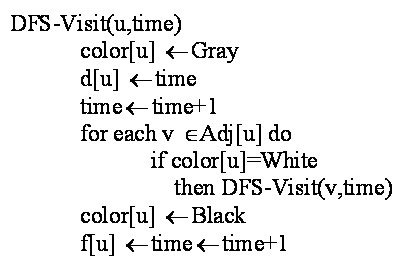 DFS-Visit(u,time)
color[u] ←Gray
d[u] ←time
time←time+1
for each v ∈Adj[u] do
if color[u]=White
then DFS-Visit(v,time)
color[u] ←Black
f[u] ←time←time+1